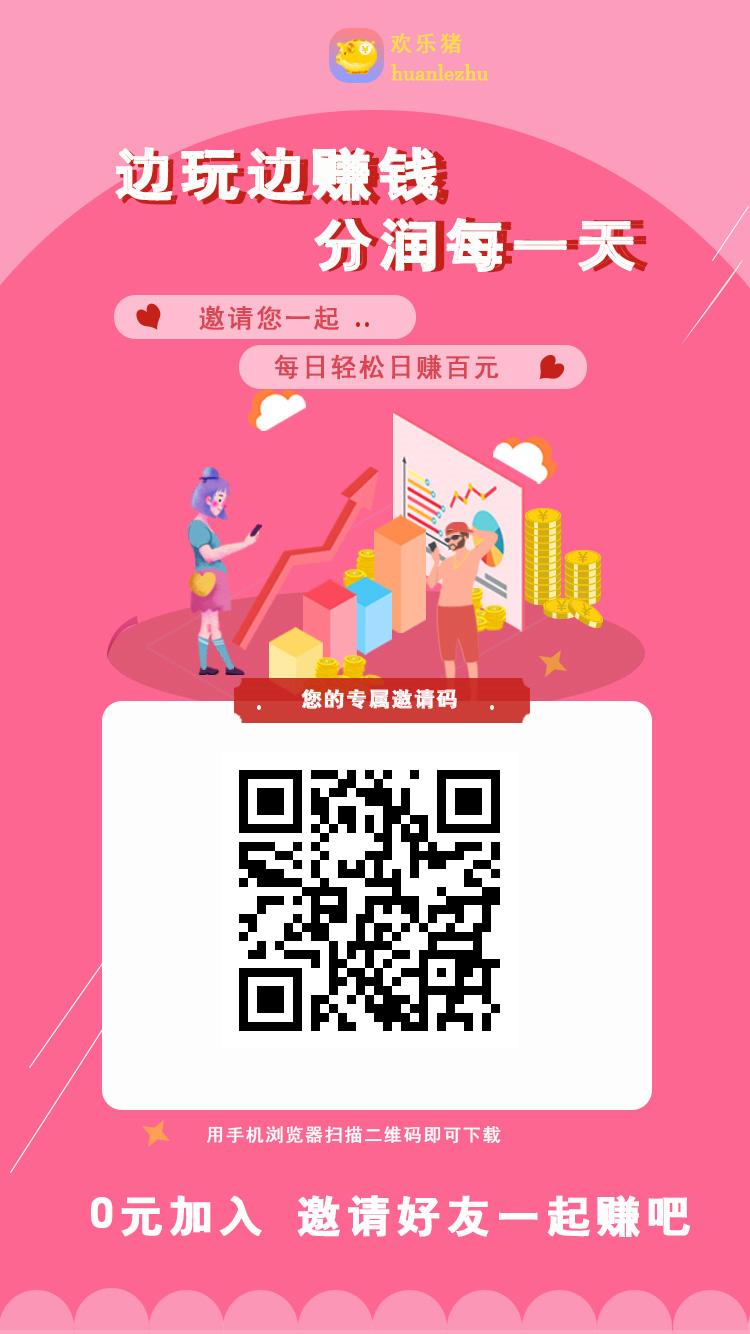 欢乐猪
huanlezhu
边玩边赚钱
分润每一天
邀请您一起 ..
每日轻松日赚百元
您的专属邀请码
用手机浏览器扫描二维码即可下载
0元加入 邀请好友一起赚吧